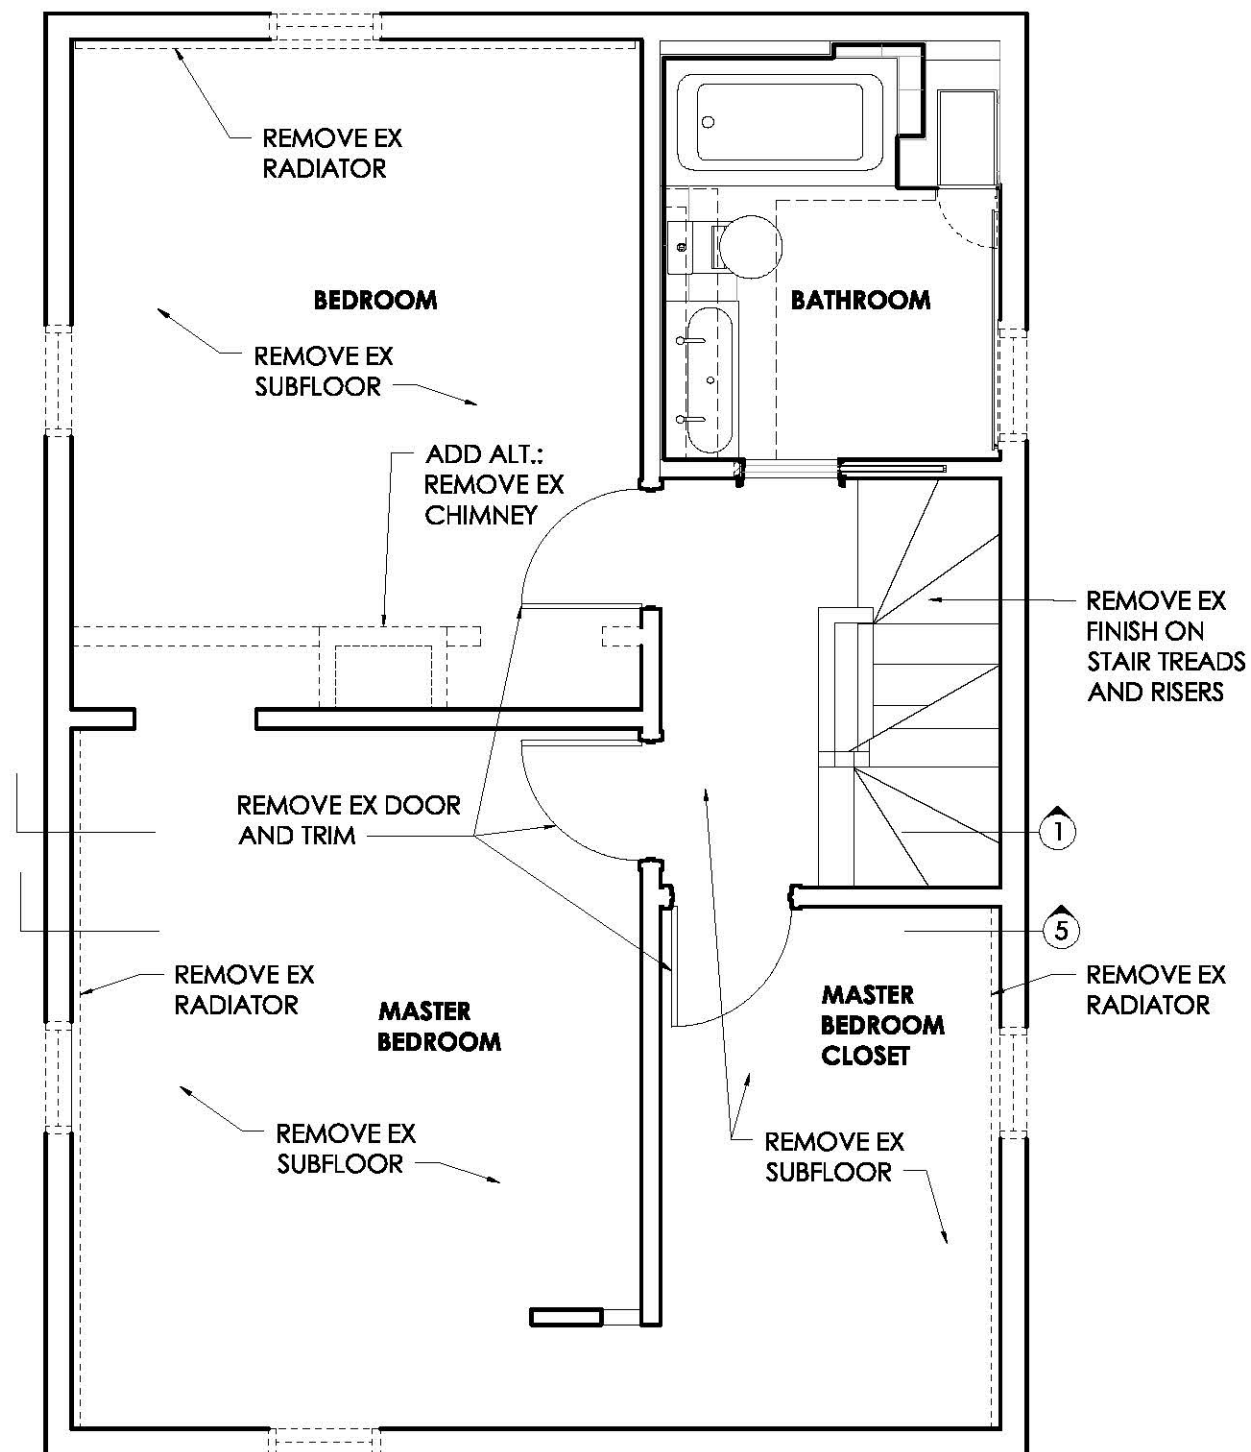 REMOVE EX
RADIATOR
BEDROOM
BATHROOM
REMOVE EX
SUBFLOOR
ADD ALT.:
REMOVE EX
CHIMNEY
REMOVE EX
FINISH ON
STAIR TREADS
AND RISERS
REMOVE EX DOOR
AND TRIM
1
5
REMOVE EX
RADIATOR
MASTER
BEDROOM
MASTER
BEDROOM
CLOSET
REMOVE EX
RADIATOR
REMOVE EX
SUBFLOOR
REMOVE EX
SUBFLOOR